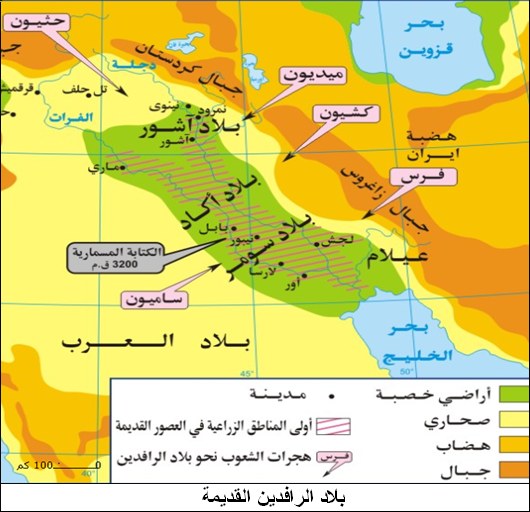 بحر
قزوين
حثيون
دجلة
جبال كردستان
ميديون
تل حلف
نينوى
نمرود
الفرات
بلاد آشور
آشور
كشيون
هضبة
ايران
فرس
جبال زاغروس
ماري
بلاد أكاد
بلاد سومر
بابل
نيبور
لجش
عيلام
الكتابة المسمارية
3200 ق.م
لارسا
أور
ساميون
بحر
الخليج
بلاد العرب
45°
50°
40°
أراضي خصبة
صحاري
هضاب
جبال
مدينة
أولى المناطق الزراعية في العصور القديمة
فرس
هجرات الشعوب نحو بلاد الرافدين
0 100 كم
بلاد الرافدين القديمة